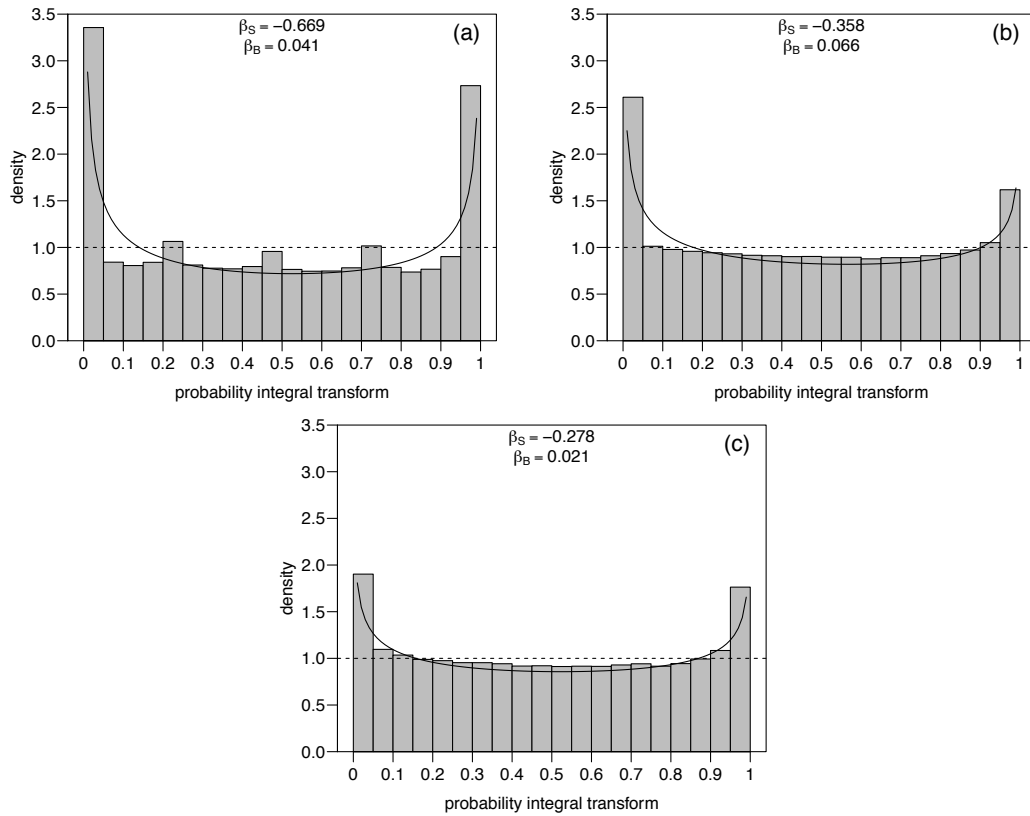 βS = −0.669
βB = 0.041
(a)
3.5
3.0
2.5
2.0
1.5
1.0
0.5
0.0
density
0 0.1 0.2 0.3 0.4 0.5 0.6 0.7 0.8 0.9 1
probability integral transform
βS = −0.358
βB = 0.066
(b)
3.5
3.0
2.5
2.0
1.5
1.0
0.5
0.0
density
0 0.1 0.2 0.3 0.4 0.5 0.6 0.7 0.8 0.9 1
probability integral transform
βS = −0.278
βB = 0.021
(c)
3.5
3.0
2.5
2.0
1.5
1.0
0.5
0.0
density
0 0.1 0.2 0.3 0.4 0.5 0.6 0.7 0.8 0.9 1
probability integral transform